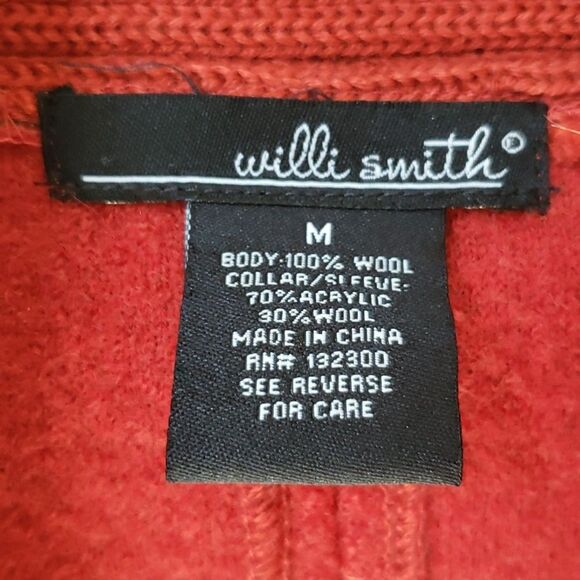 willi smith®
M
BODY:100% WOOL
COLLAR/SLEEVE:
70%ACRYLIC
30%WOOL
MADE IN CHINA
RN# 132300
SEE REVERSE
FOR CARE